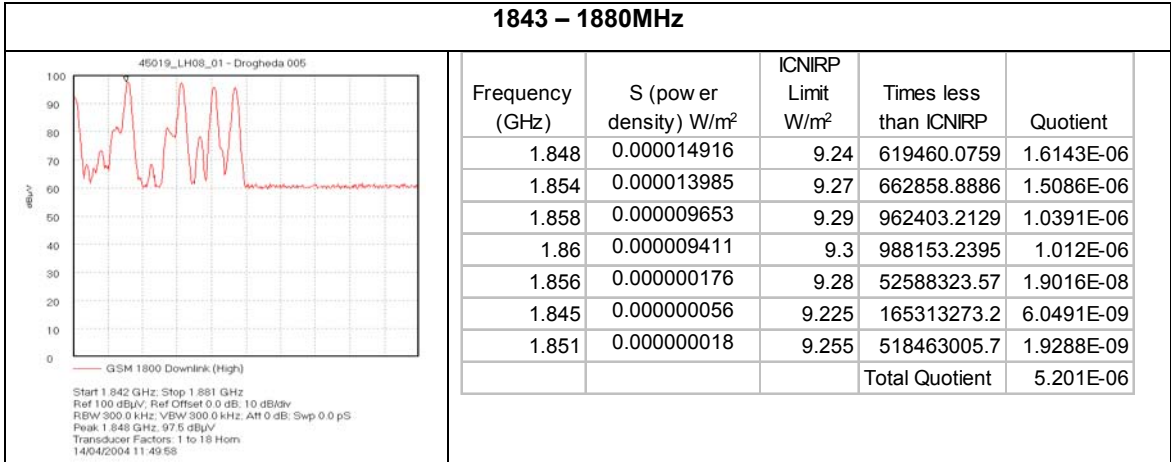 1843 – 1880MHz
45019_LH08_01 - Drogheda 005
100
90
80
70
60
50
40
30
20
10
0
dBµV
GSM 1800 Downlink (High)
Start 1.842 GHz; Stop 1.881 GHz
Ref 100 dBµV; Ref Offset 0.0 dB; 10 dB/div
RBW 300.0 kHz; VBW 300.0 kHz; Att 0 dB; Swp 0.0 pS
Peak 1.848 GHz, 97.5 dBµV
Transducer Factors: 1 to 18 Horn
14/04/2004 11:49:58
Frequency (GHz) S (pow er density) W/m² ICNIRP Limit W/m² Times less than ICNIRP Quotient
1.848 0.000014916 9.24 619460.0759 1.6143E-06
1.854 0.000013985 9.27 662858.8886 1.5086E-06
1.858 0.000009653 9.29 962403.2129 1.0391E-06
1.86 0.000009411 9.3 988153.2395 1.012E-06
1.856 0.000000176 9.28 52588323.57 1.9016E-08
1.845 0.000000056 9.225 165313273.2 6.0491E-09
1.851 0.000000018 9.255 518463005.7 1.9288E-09
Total Quotient 5.201E-06